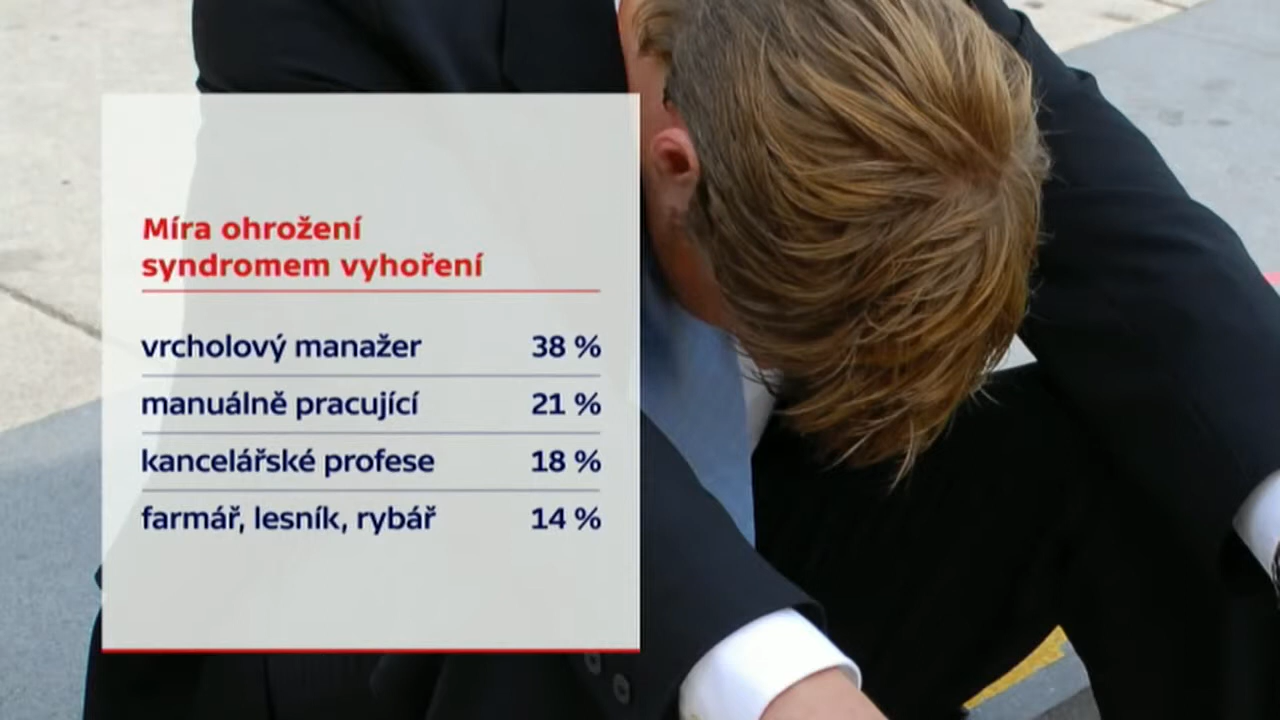 Míra ohrožení
syndromem vyhoření
vrcholový manažer 38 %
manuálně pracující 21 %
kancelářské profese 18 %
farmář, lesník, rybář 14 %